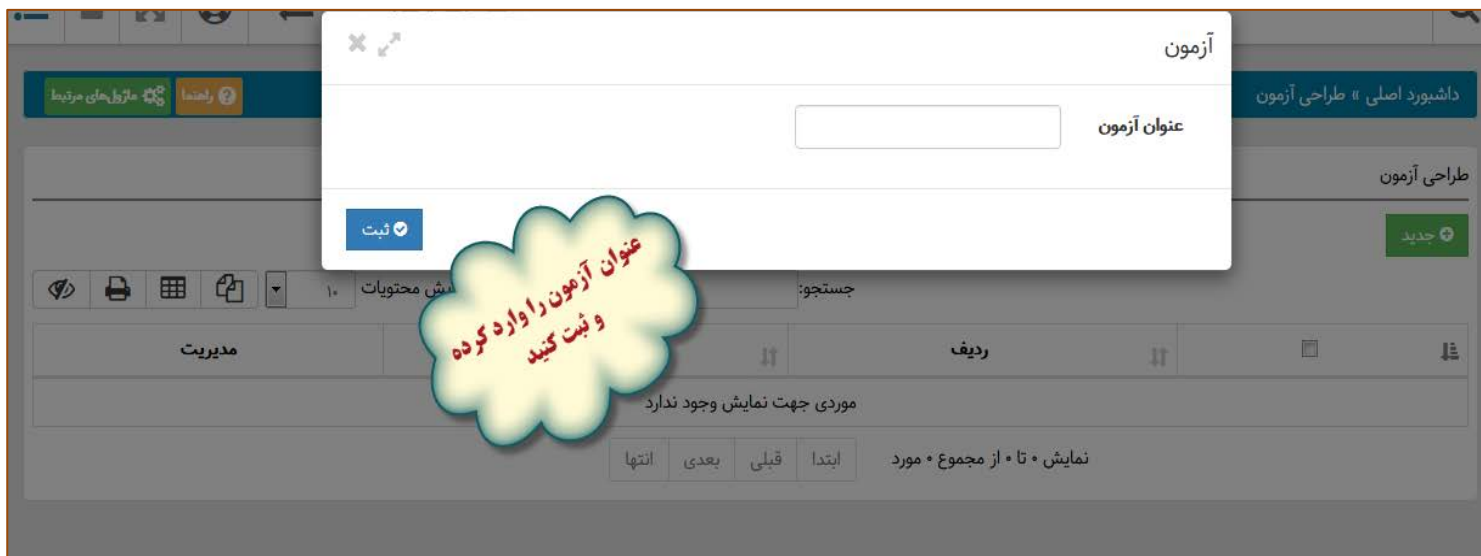 آزمون
داشبورد اصلی » طراحی آزمون
راهنما
ماژول‌های مرتبط
عنوان آزمون
طراحی آزمون
ثبت
جدید
عنوان آزمون را وارد کرده
و ثبت کنید
جستجو:
محتویات ۱۰
ردیف
مدیریت
موردی جهت نمایش وجود ندارد
نمایش ۰ تا ۰ از مجموع ۰ مورد
ابتدا قبلی بعدی انتها